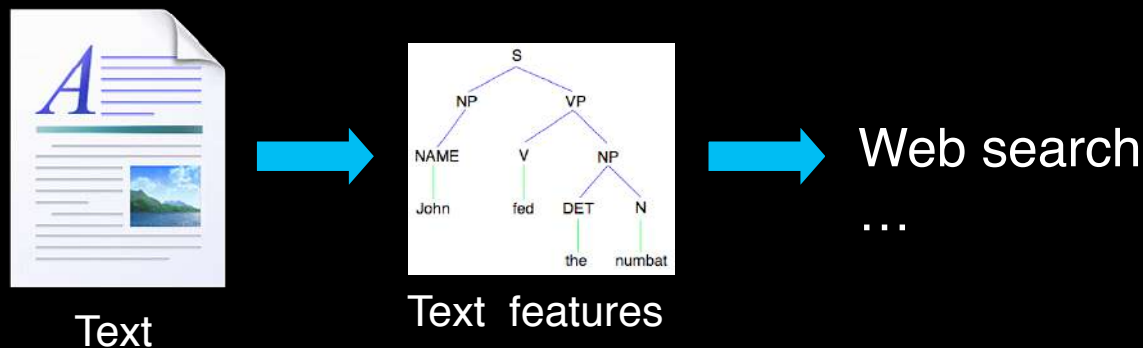 A
Text
S
NP VP
NAME V NP
John fed DET N
the numbat
Text features
Web search
…